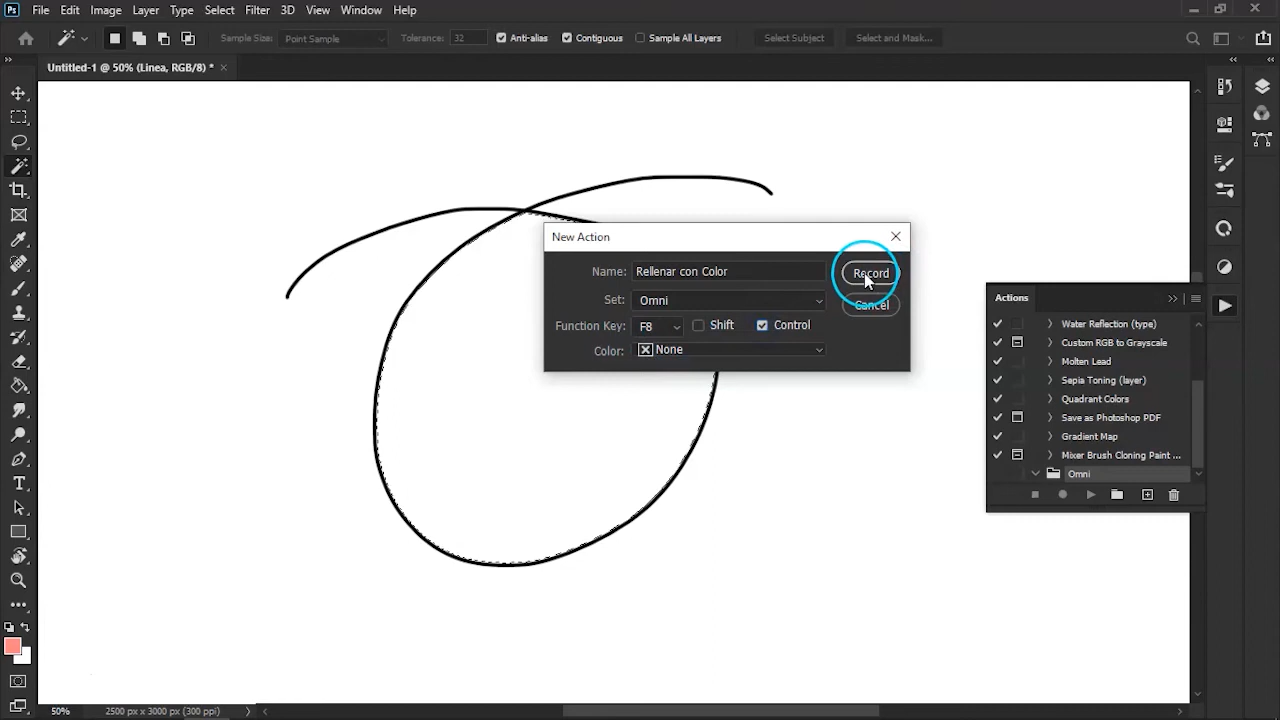 Ps File Edit Image Layer Type Select Filter 3D View Window Help
Sample Size: Point Sample Tolerance: 32 Anti-alias Contiguous Sample All Layers Select Subject Select and Mask...
Untitled-1 @ 50% (Linea, RGB/8) *
New Action
Name: Rellenar con Color Record
Set: Omni Cancel
Function Key: F8 Shift Control
Color: None
Actions
Water Reflection (type)
Custom RGB to Grayscale
Molten Lead
Sepia Toning (layer)
Quadrant Colors
Save as Photoshop PDF
Gradient Map
Mixer Brush Cloning Paint ...
Omni
50% 2500 px x 3000 px (300 ppi)